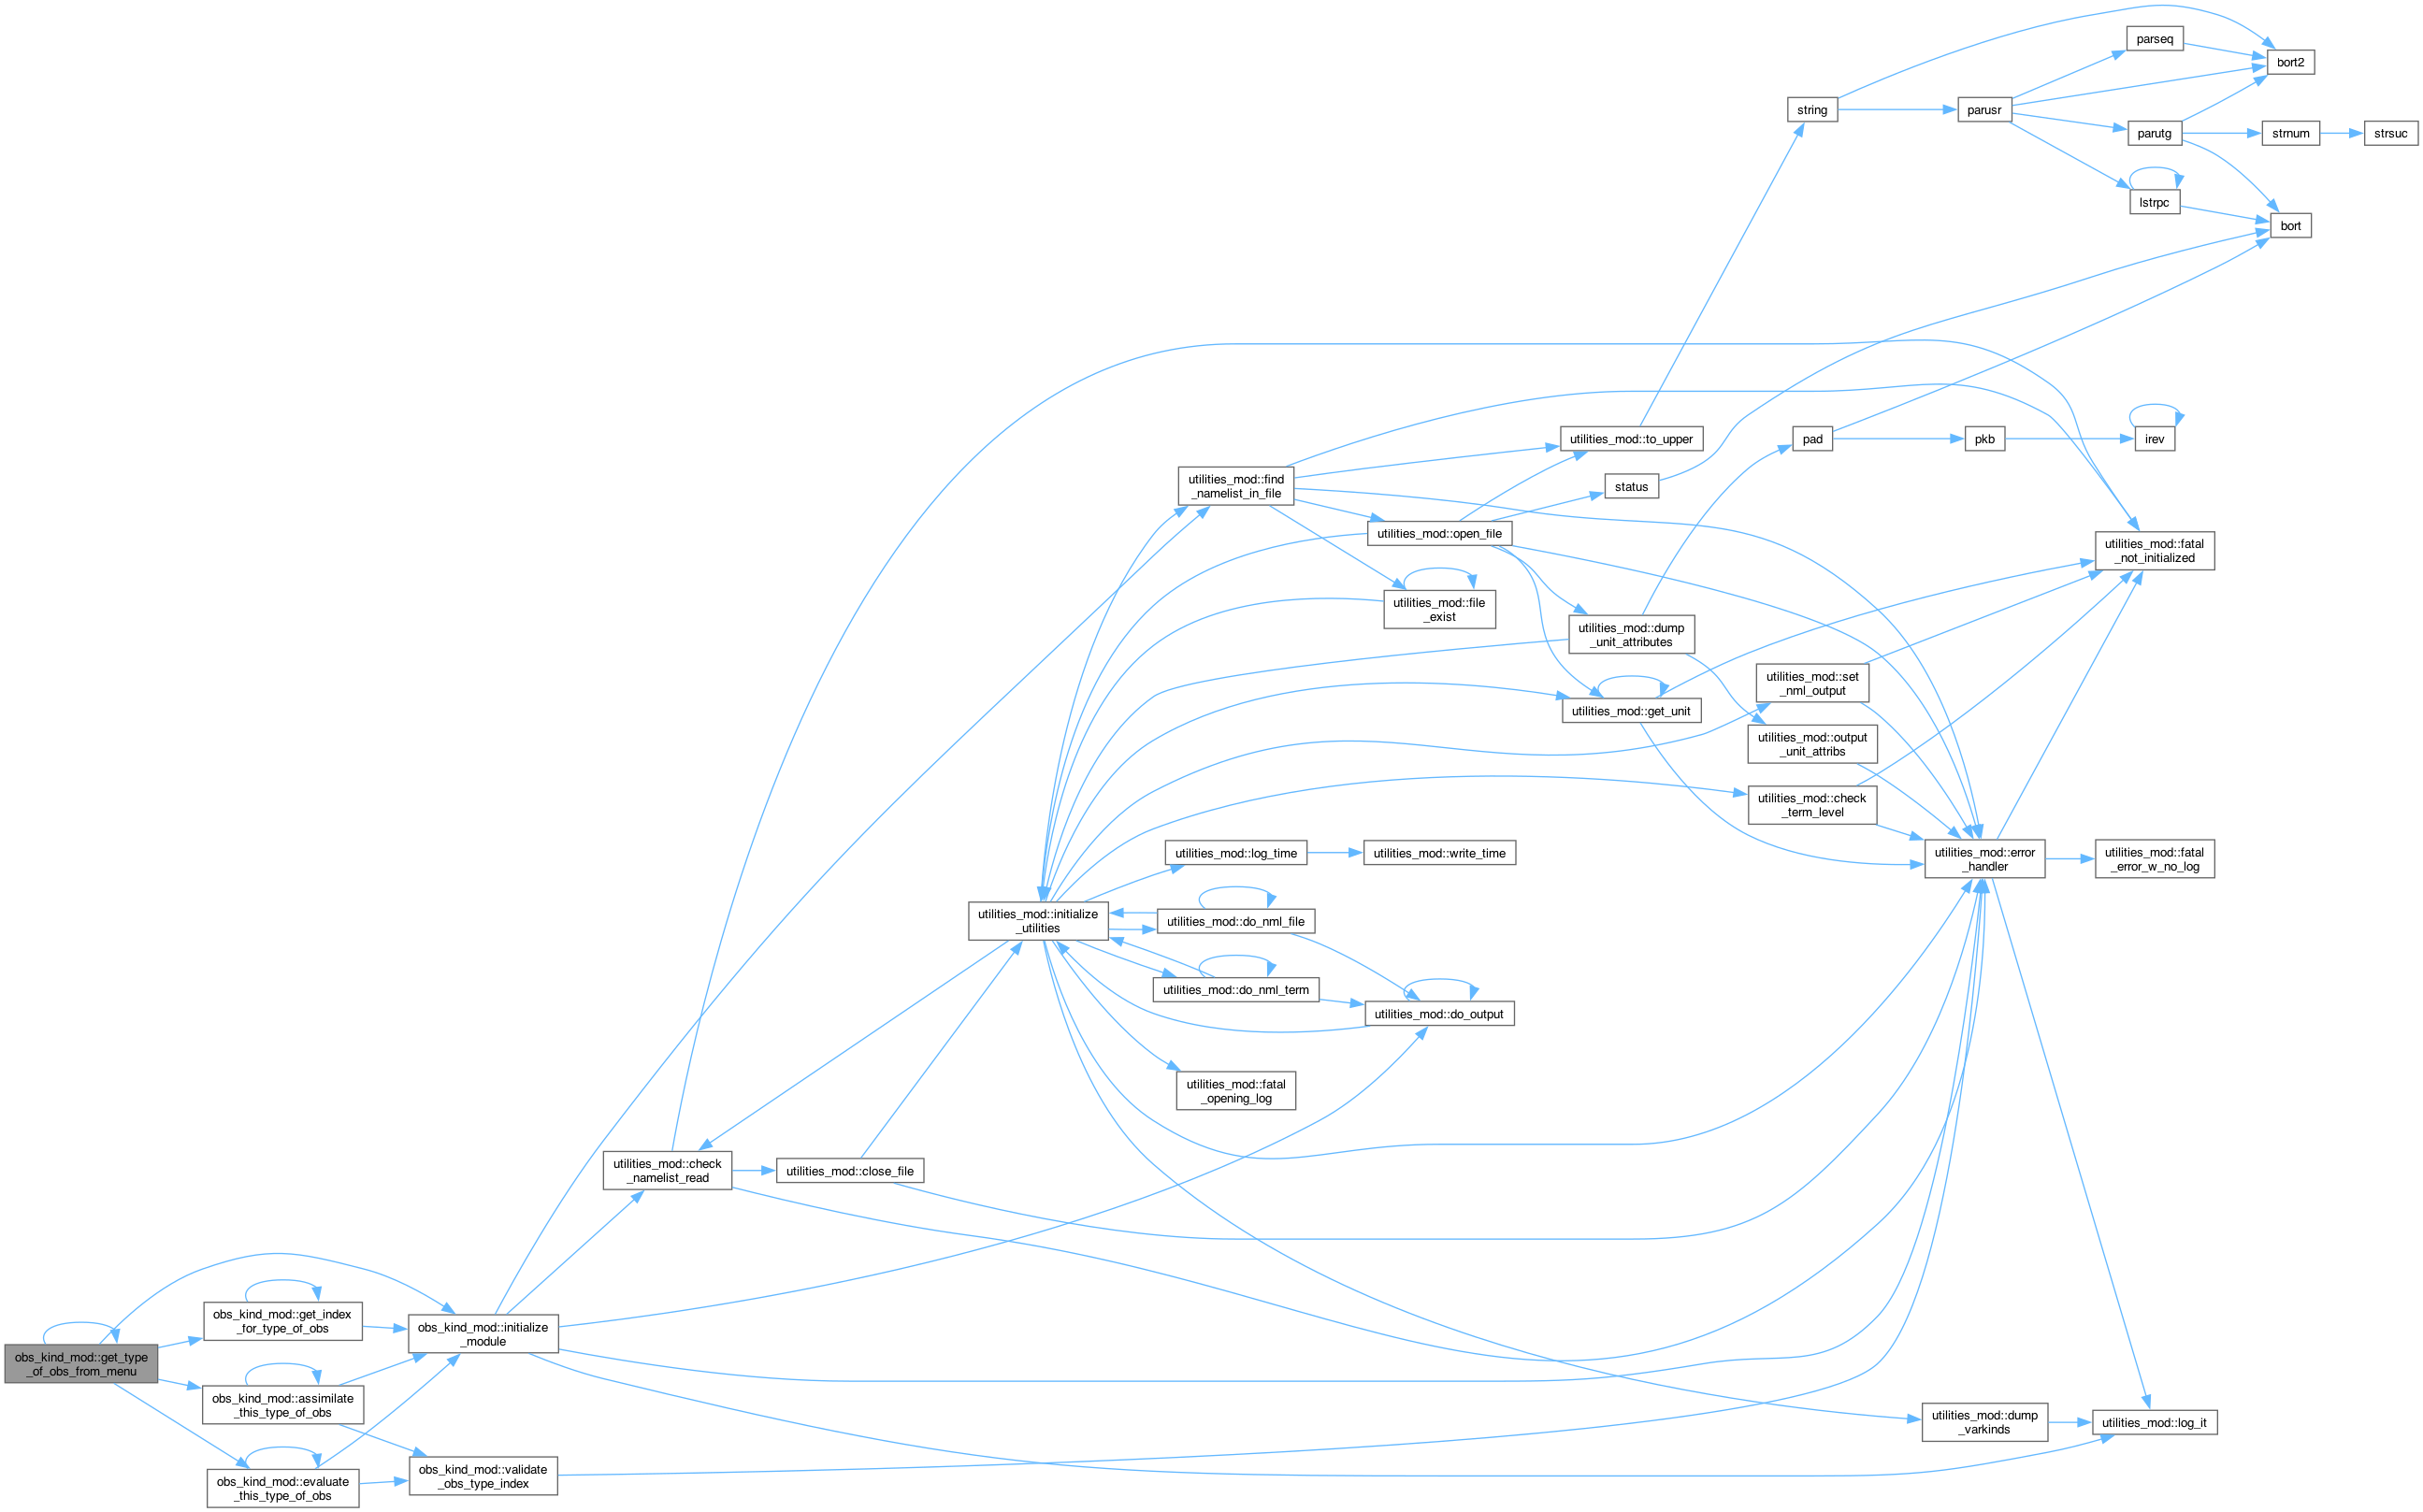 parseq
bort2
string
parusr
parutg
strnum
strsuc
lstrpc
bort
utilities_mod::to_upper
pad
pkb
irev
utilities_mod::find
_namelist_in_file
status
utilities_mod::open_file
utilities_mod::fatal
_not_initialized
utilities_mod::file
_exist
utilities_mod::dump
_unit_attributes
utilities_mod::set
_nml_output
utilities_mod::get_unit
utilities_mod::output
_unit_attribs
utilities_mod::check
_term_level
utilities_mod::log_time
utilities_mod::write_time
utilities_mod::error
_handler
utilities_mod::fatal
_error_w_no_log
utilities_mod::initialize
_utilities
utilities_mod::do_nml_file
utilities_mod::do_nml_term
utilities_mod::do_output
utilities_mod::fatal
_opening_log
utilities_mod::check
_namelist_read
utilities_mod::close_file
obs_kind_mod::get_index
_for_type_of_obs
obs_kind_mod::initialize
_module
obs_kind_mod::get_type
_of_obs_from_menu
obs_kind_mod::assimilate
_this_type_of_obs
utilities_mod::dump
_varkinds
utilities_mod::log_it
obs_kind_mod::evaluate
_this_type_of_obs
obs_kind_mod::validate
_obs_type_index